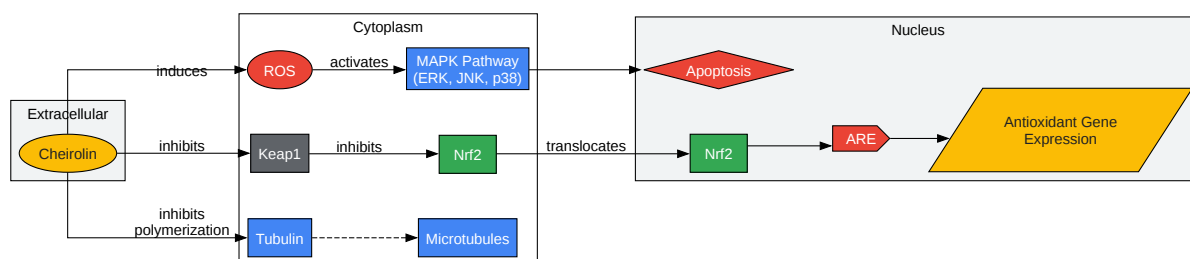 Cytoplasm
Nucleus
induces
ROS
activates
MAPK Pathway
(ERK, JNK, p38)
Apoptosis
Extracellular
Cheirolin
inhibits
Keap1
inhibits
Nrf2
translocates
Nrf2
ARE
Antioxidant Gene
Expression
inhibits
polymerization
Tubulin
Microtubules